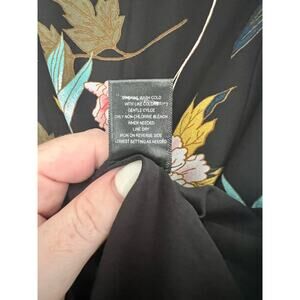 MACHINE WASH COLD
WITH LIKE COLORS
GENTLE CYCLE
ONLY NON-CHLORINE BLEACH
WHEN NEEDED
LINE DRY
IRON ON REVERSE SIDE
LOWEST SETTING AS NEEDED